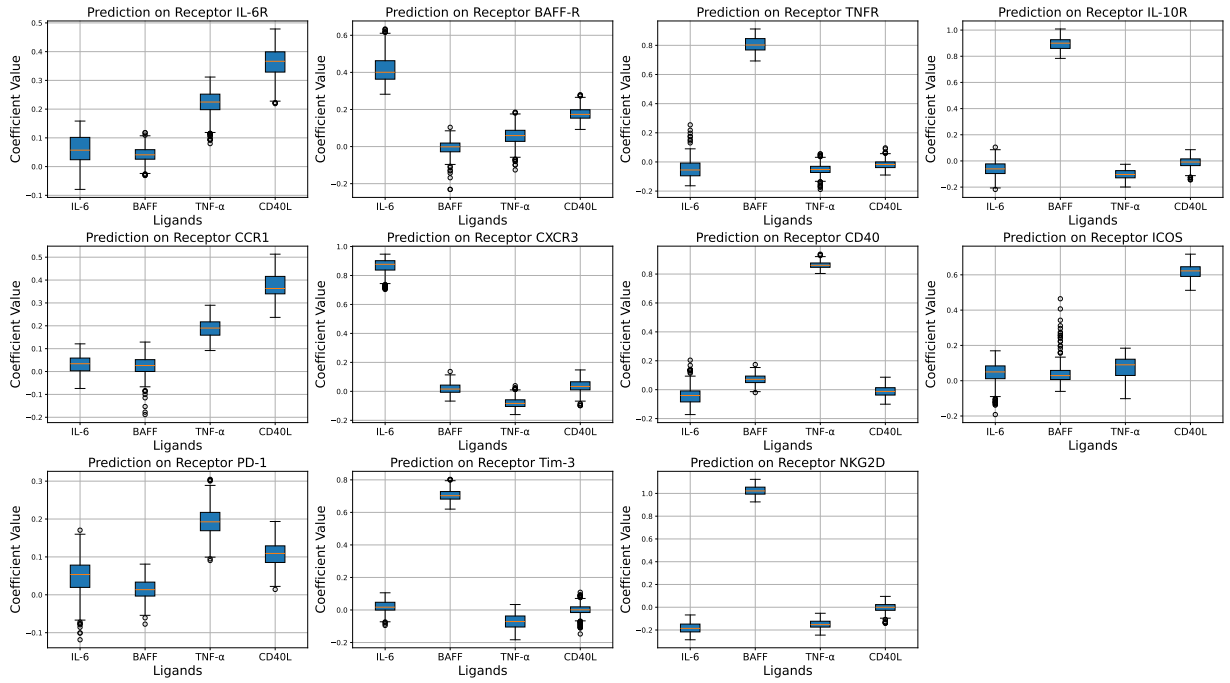 Prediction on Receptor IL-6R
Coefficient Value
0.5
0.4
0.3
0.2
0.1
0.0
−0.1
IL-6 BAFF TNF-α CD40L
Ligands
Prediction on Receptor BAFF-R
Coefficient Value
0.6
0.4
0.2
0.0
−0.2
IL-6 BAFF TNF-α CD40L
Ligands
Prediction on Receptor TNFR
Coefficient Value
0.8
0.6
0.4
0.2
0.0
−0.2
IL-6 BAFF TNF-α CD40L
Ligands
Prediction on Receptor IL-10R
Coefficient Value
1.0
0.8
0.6
0.4
0.2
0.0
−0.2
IL-6 BAFF TNF-α CD40L
Ligands
Prediction on Receptor CCR1
Coefficient Value
0.5
0.4
0.3
0.2
0.1
0.0
−0.1
−0.2
IL-6 BAFF TNF-α CD40L
Ligands
Prediction on Receptor CXCR3
Coefficient Value
1.0
0.8
0.6
0.4
0.2
0.0
−0.2
IL-6 BAFF TNF-α CD40L
Ligands
Prediction on Receptor CD40
Coefficient Value
0.8
0.6
0.4
0.2
0.0
−0.2
IL-6 BAFF TNF-α CD40L
Ligands
Prediction on Receptor ICOS
Coefficient Value
0.6
0.4
0.2
0.0
−0.2
IL-6 BAFF TNF-α CD40L
Ligands
Prediction on Receptor PD-1
Coefficient Value
0.3
0.2
0.1
0.0
−0.1
IL-6 BAFF TNF-α CD40L
Ligands
Prediction on Receptor Tim-3
Coefficient Value
0.8
0.6
0.4
0.2
0.0
−0.2
IL-6 BAFF TNF-α CD40L
Ligands
Prediction on Receptor NKG2D
Coefficient Value
1.0
0.8
0.6
0.4
0.2
0.0
−0.2
IL-6 BAFF TNF-α CD40L
Ligands